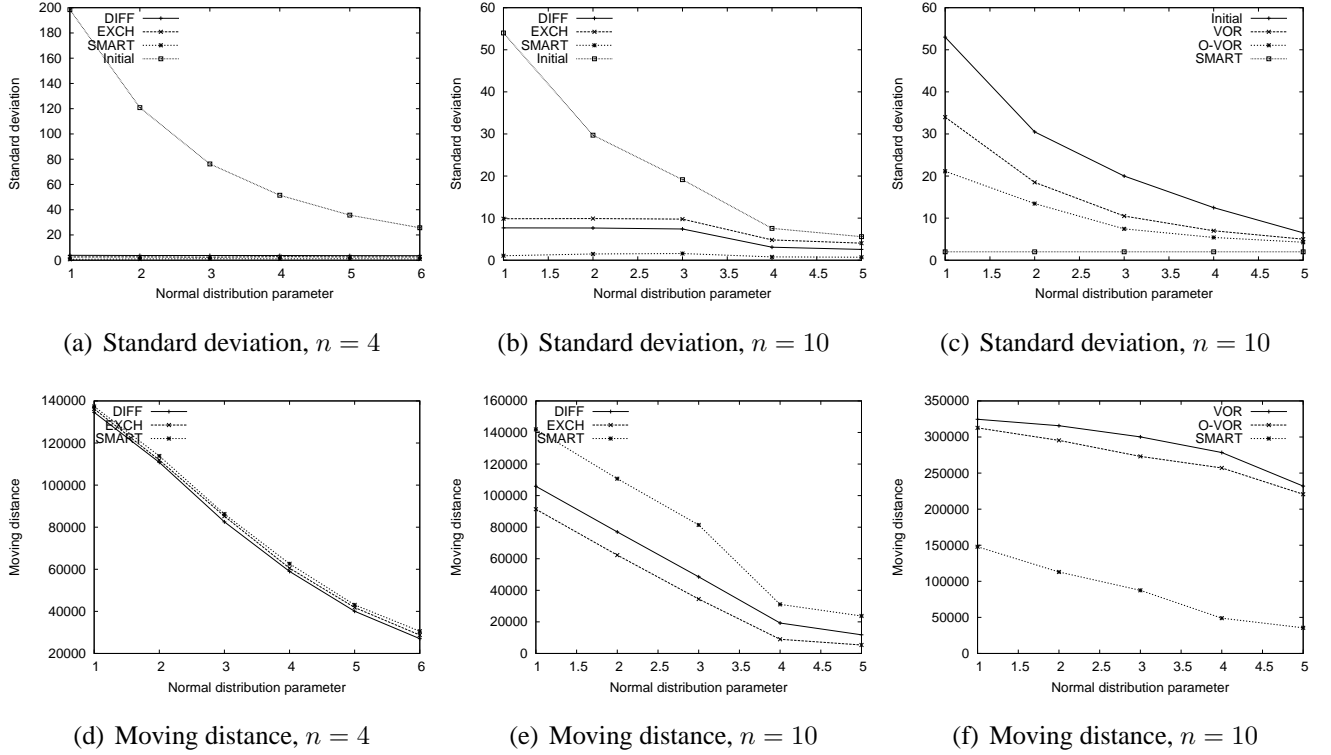 DIFF
EXCH
SMART
Initial
200
180
160
140
120
100
80
60
40
20
0
Standard deviation
1 2 3 4 5 6
Normal distribution parameter
(a) Standard deviation, n = 4
DIFF
EXCH
SMART
Initial
60
50
40
30
20
10
0
Standard deviation
1 1.5 2 2.5 3 3.5 4 4.5 5
Normal distribution parameter
(b) Standard deviation, n = 10
Initial
VOR
O-VOR
SMART
60
50
40
30
20
10
0
Standard deviation
1 1.5 2 2.5 3 3.5 4 4.5 5
Normal distribution parameter
(c) Standard deviation, n = 10
DIFF
EXCH
SMART
140000
120000
100000
80000
60000
40000
20000
Moving distance
1 2 3 4 5 6
Normal distribution parameter
(d) Moving distance, n = 4
DIFF
EXCH
SMART
160000
140000
120000
100000
80000
60000
40000
20000
0
Moving distance
1 1.5 2 2.5 3 3.5 4 4.5 5
Normal distribution parameter
(e) Moving distance, n = 10
VOR
O-VOR
SMART
350000
300000
250000
200000
150000
100000
50000
0
Moving distance
1 1.5 2 2.5 3 3.5 4 4.5 5
Normal distribution parameter
(f) Moving distance, n = 10